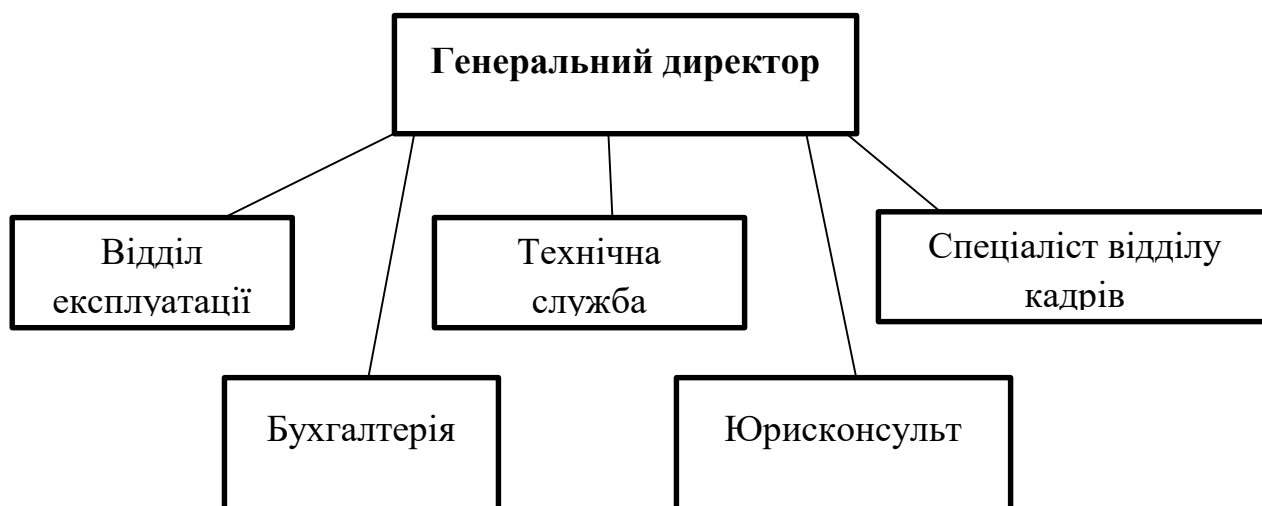 Генеральний директор
Відділ
експлуатації
Технічна
служба
Спеціаліст відділу
кадрів
Бухгалтерія
Юрисконсульт